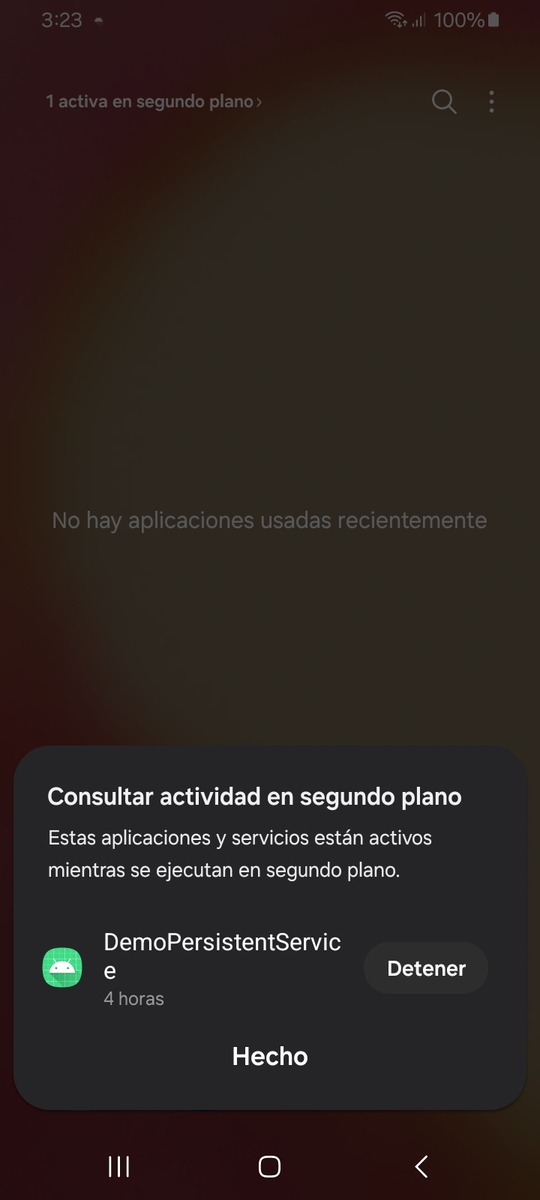 3:23
100%
1 activa en segundo plano›
No hay aplicaciones usadas recientemente
Consultar actividad en segundo plano
Estas aplicaciones y servicios están activos
mientras se ejecutan en segundo plano.
DemoPersistentServic
e
Detener
4 horas
Hecho